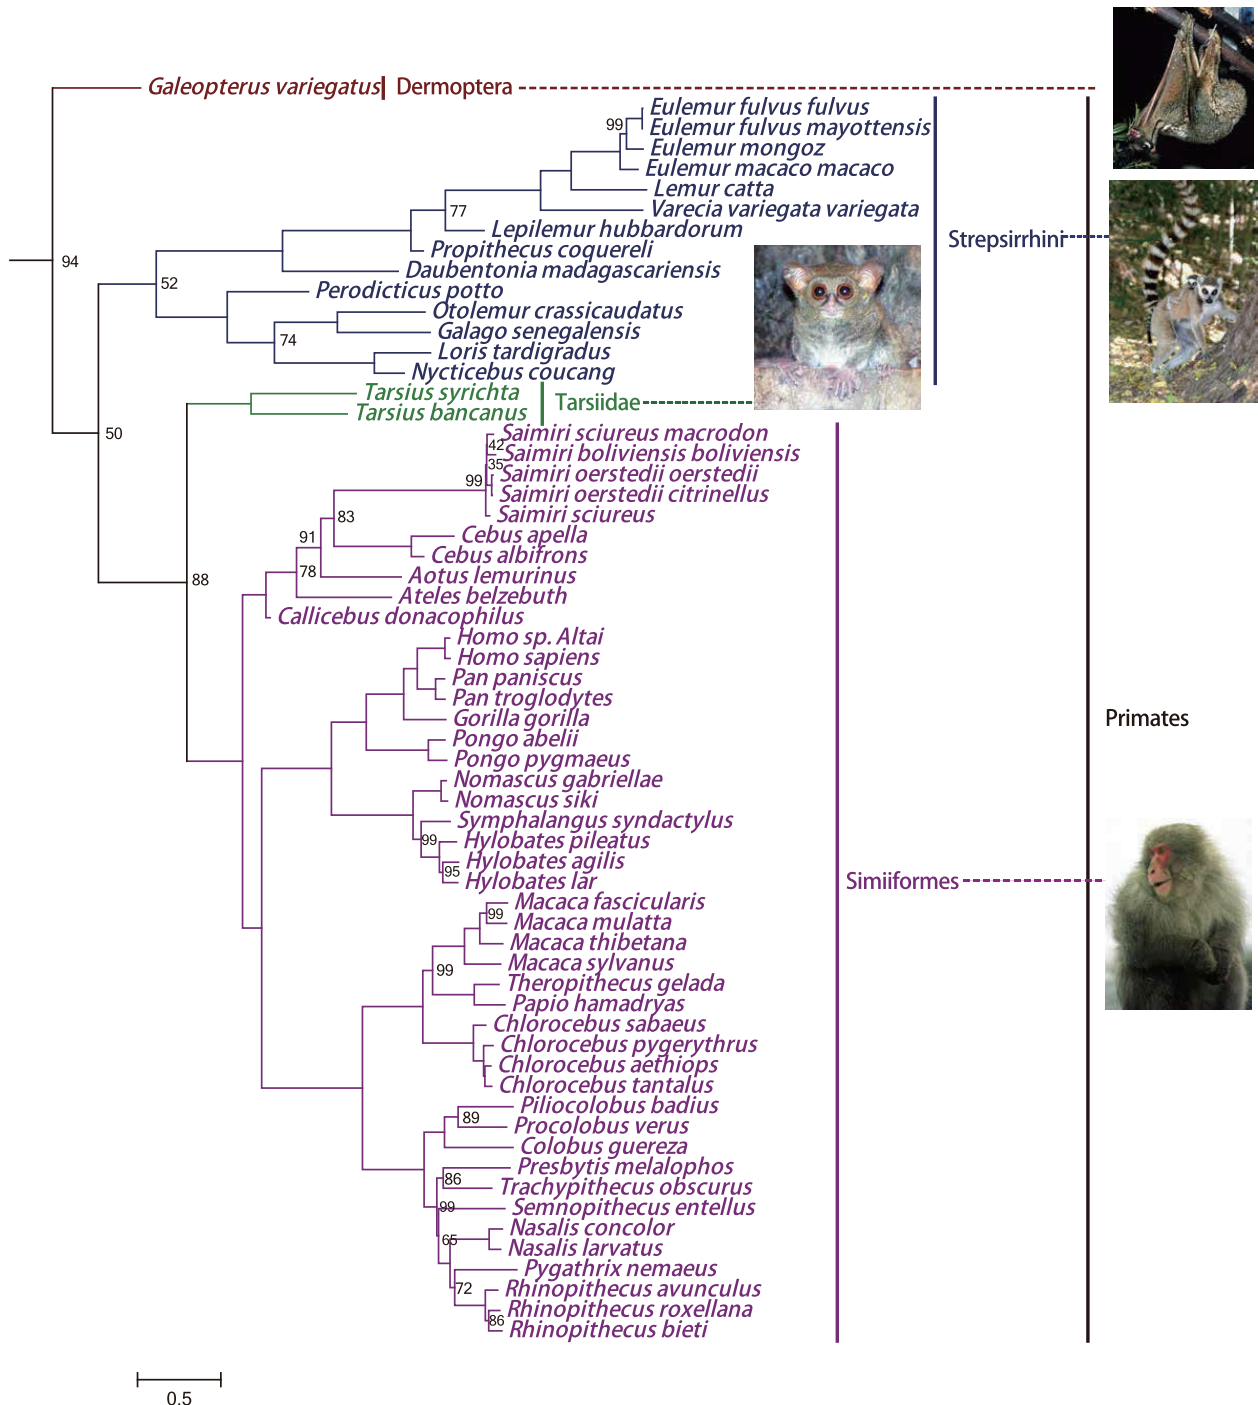 Galeopterus variegatus
Dermoptera
Eulemur fulvus fulvus
99
Eulemur fulvus mayottensis
Eulemur mongoz
Eulemur macaco macaco
Lemur catta
Varecia variegata variegata
77
Lepilemur hubbardorum
Strepsirrhini
Propithecus coquereli
94
Daubentonia madagascariensis
52
Perodicticus potto
Otolemur crassicaudatus
Galago senegalensis
74
Loris tardigradus
Nycticebus coucang
Tarsius syrichta
Tarsiidae
Tarsius bancanus
50
Saimiri sciureus macrodon
42
Saimiri boliviensis boliviensis
35
Saimiri oerstedii oerstedii
99
Saimiri oerstedii citrinellus
Saimiri sciureus
83
Cebus apella
91
Cebus albifrons
78
Aotus lemurinus
88
Ateles belzebuth
Callicebus donacophilus
Homo sp. Altai
Homo sapiens
Pan paniscus
Pan troglodytes
Gorilla gorilla
Primates
Pongo abelii
Pongo pygmaeus
Nomascus gabriellae
Nomascus siki
Symphalangus syndactylus
99
Hylobates pileatus
Hylobates agilis
95
Hylobates lar
Simiiformes
Macaca fascicularis
99
Macaca mulatta
Macaca thibetana
Macaca sylvanus
99
Theropithecus gelada
Papio hamadryas
Chlorocebus sabaeus
Chlorocebus pygerythrus
Chlorocebus aethiops
Chlorocebus tantalus
Piliocolobus badius
89
Procolobus verus
Colobus guereza
Presbytis melalophos
86
Trachypithecus obscurus
99
Semnopithecus entellus
Nasalis concolor
65
Nasalis larvatus
Pygathrix nemaeus
72
Rhinopithecus avunculus
Rhinopithecus roxellana
86
Rhinopithecus bieti
0.5